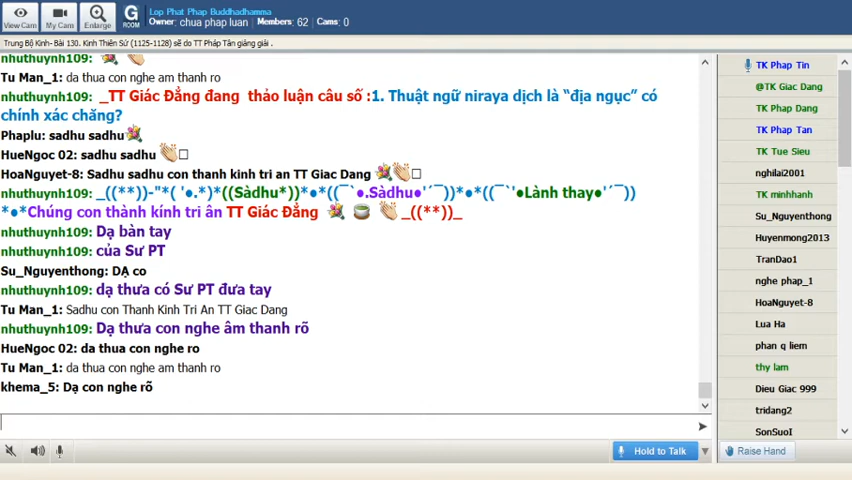 View Cam
My Cam
Enlarge
G
ROOM
Lop Phat Phap Buddhadhamma
Owner: chua phap luan Members: 62 Cams: 0
Trung Bộ Kinh- Bài 130. Kinh Thiên Sứ (1125-1128) sẽ do TT Pháp Tân giảng giải .
nhuthuynh109:
Tu Man_1: da thua con nghe am thanh ro
nhuthuynh109: _TT Giác Đẳng đang thảo luận câu số :1. Thuật ngữ niraya dịch là “địa ngục” có
chính xác chăng?
Phaplu: sadhu sadhu
HueNgoc 02: sadhu sadhu
HoaNguyet-8: Sadhu sadhu con thanh kinh tri an TT Giac Dang
nhuthuynh109: _((**))-"*( '●.*)*((Sàdhu*))*●*((¯`●.Sàdhu●'´¯))*●*((¯`'●Lành thay●'´¯))
*●*Chúng con thành kính tri ân TT Giác Đẳng _((**))_
nhuthuynh109: Dạ bàn tay
nhuthuynh109: của Sư PT
Su_Nguyenthong: DẠ co
nhuthuynh109: dạ thưa có Sư PT đưa tay
Tu Man_1: Sadhu con Thanh Kinh Tri An TT Giac Dang
nhuthuynh109: Dạ thưa con nghe âm thanh rõ
HueNgoc 02: da thua con nghe ro
Tu Man_1: da thua con nghe am thanh ro
khema_5: Dạ con nghe rõ
Hold to Talk
TK Phap Tin
@TK Giac Dang
TK Phap Dang
TK Phap Tan
TK Tue Sieu
nghilai2001
TK minhhanh
Su_Nguyenthong
Huyenmong2013
TranDao1
nghe phap_1
HoaNguyet-8
Lua Ha
phan q liem
thy lam
Dieu Giac 999
tridang2
SonSuoI
Raise Hand